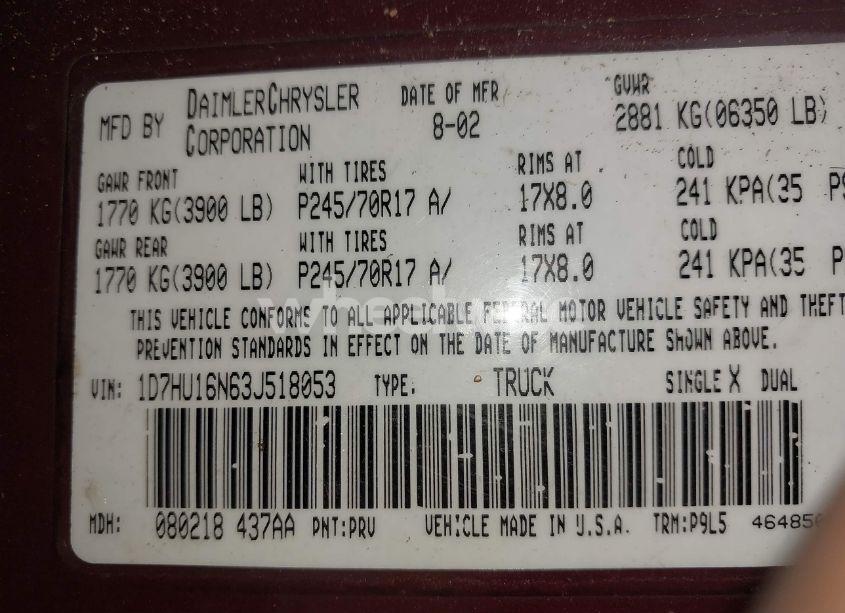 MFD BY DAIMLERCHRYSLER CORPORATION DATE OF MFR 8-02 GVWR 2881 KG(06350 LB)
GAWR FRONT WITH TIRES RIMS AT COLD
1770 KG(3900 LB) P245/70R17 A/ 17X8.0 241 KPA(35
GAWR REAR WITH TIRES RIMS AT COLD
1770 KG(3900 LB) P245/70R17 A/ 17X8.0 241 KPA(35 P
THIS VEHICLE CONFORMS TO ALL APPLICABLE FEDERAL MOTOR VEHICLE SAFETY AND THEFT
PREVENTION STANDARDS IN EFFECT ON THE DATE OF MANUFACTURE SHOWN ABOVE.
VIN: 1D7HU16N63J518053 TYPE: TRUCK SINGLE X DUAL
MDH: 080218 437AA PNT:PRV VEHICLE MADE IN U.S.A. TRM:P9L5